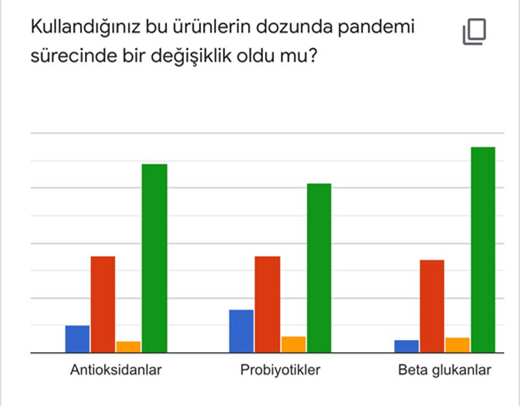 Kullandığınız bu ürünlerin dozunda pandemi
sürecinde bir değişiklik oldu mu?
Antioksidanlar
Probiyotikler
Beta glukanlar